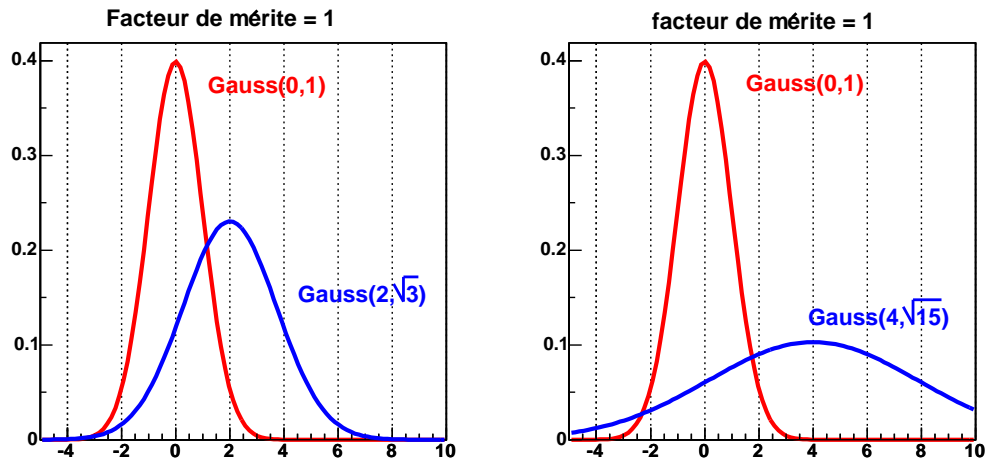 Facteur de mérite = 1
0.4
0.3
0.2
0.1
0
Gauss(0,1)
Gauss(2,√3)
-4 -2 0 2 4 6 8 10
facteur de mérite = 1
0.4
0.3
0.2
0.1
0
Gauss(0,1)
Gauss(4,√15)
-4 -2 0 2 4 6 8 10